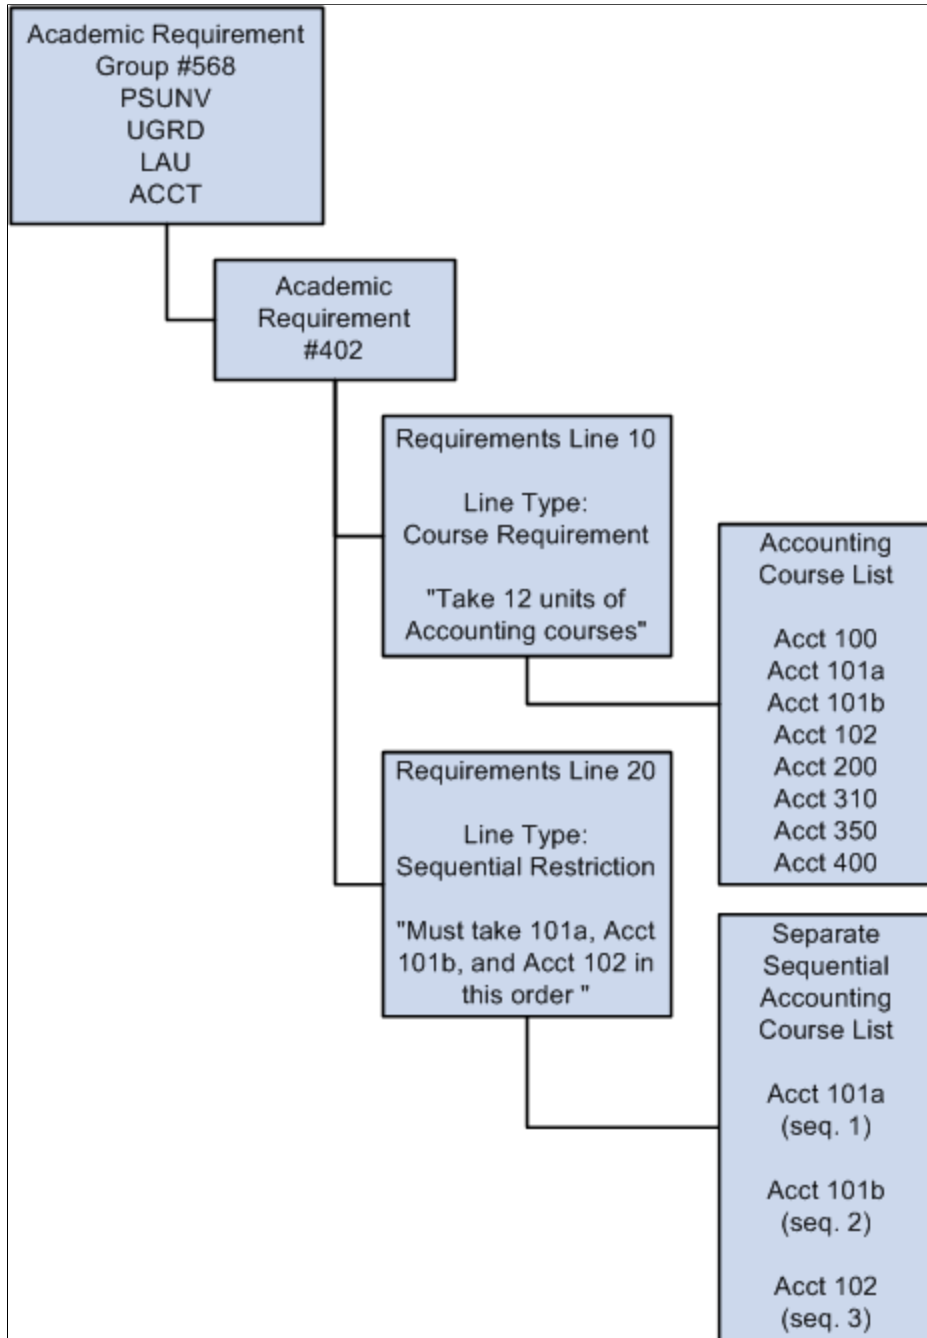 Academic Requirement
Group #568
PSUNV
UGRD
LAU
ACCT
Academic
Requirement
#402
Requirements Line 10
Line Type:
Course Requirement
"Take 12 units of
Accounting courses"
Accounting
Course List
Acct 100
Acct 101a
Acct 101b
Acct 102
Acct 200
Acct 310
Acct 350
Acct 400
Requirements Line 20
Line Type:
Sequential Restriction
"Must take 101a, Acct
101b, and Acct 102 in
this order "
Separate
Sequential
Accounting
Course List
Acct 101a
(seq. 1)
Acct 101b
(seq. 2)
Acct 102
(seq. 3)